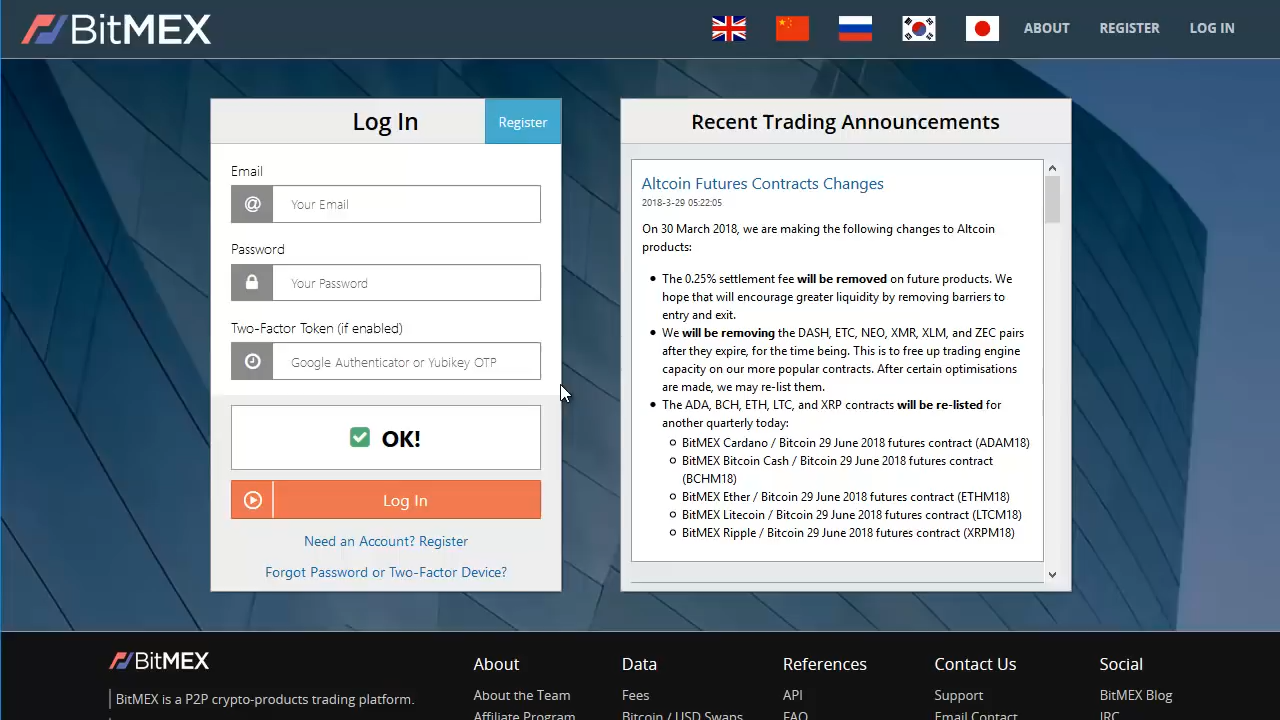 BitMEX
ABOUT
REGISTER
LOG IN
Log In
Register
Email
@
Your Email
Password
Your Password
Two-Factor Token (if enabled)
Google Authenticator or Yubikey OTP
OK!
Log In
Need an Account? Register
Forgot Password or Two-Factor Device?
Recent Trading Announcements
Altcoin Futures Contracts Changes
2018-3-29 05:22:05
On 30 March 2018, we are making the following changes to Altcoin
products:
The 0.25% settlement fee will be removed on future products. We
hope that will encourage greater liquidity by removing barriers to
entry and exit.
We will be removing the DASH, ETC, NEO, XMR, XLM, and ZEC pairs
after they expire, for the time being. This is to free up trading engine
capacity on our more popular contracts. After certain optimisations
are made, we may re-list them.
The ADA, BCH, ETH, LTC, and XRP contracts will be re-listed for
another quarterly today:
BitMEX Cardano / Bitcoin 29 June 2018 futures contract (ADAM18)
BitMEX Bitcoin Cash / Bitcoin 29 June 2018 futures contract
(BCHM18)
BitMEX Ether / Bitcoin 29 June 2018 futures contract (ETHM18)
BitMEX Litecoin / Bitcoin 29 June 2018 futures contract (LTCM18)
BitMEX Ripple / Bitcoin 29 June 2018 futures contract (XRPM18)
BitMEX
BitMEX is a P2P crypto-products trading platform.
About
About the Team
Affiliate Program
Data
Fees
Bitcoin / USD Swaps
References
API
FAQ
Contact Us
Support
Email Contact
Social
BitMEX Blog
IRC